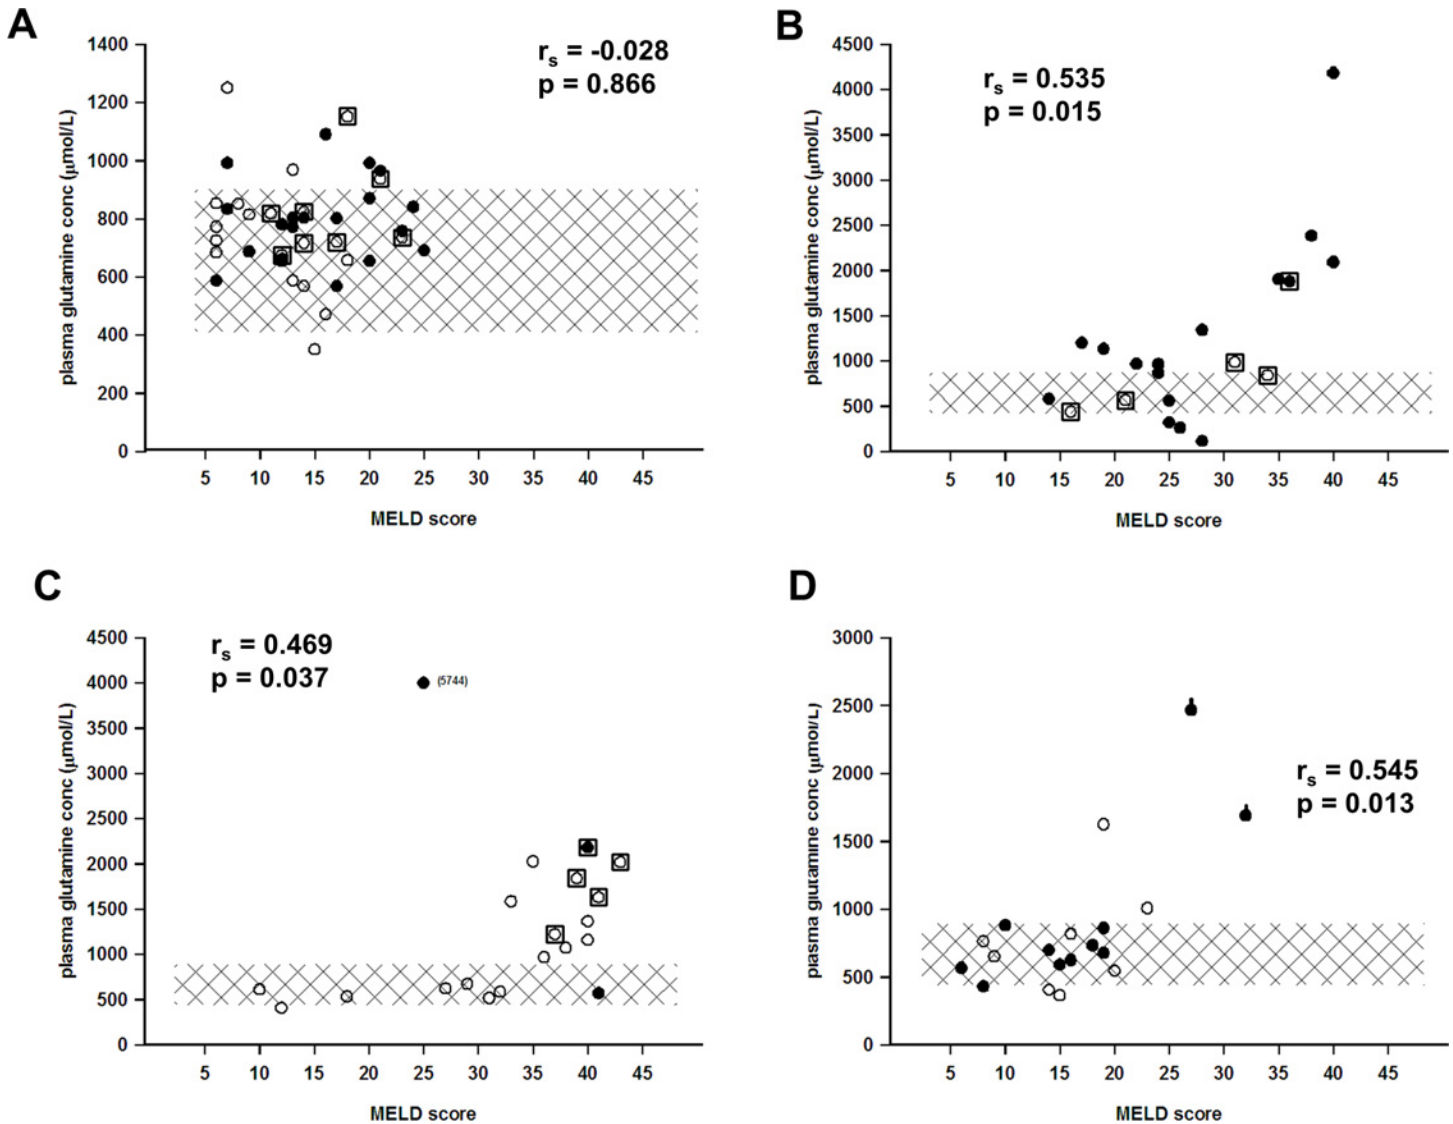 A
rs = -0.028
p = 0.866
plasma glutamine conc (μmol/L)
1400
1200
1000
800
600
400
200
0
5 10 15 20 25 30 35 40 45
MELD score
B
rs = 0.535
p = 0.015
plasma glutamine conc (μmol/L)
4500
4000
3500
3000
2500
2000
1500
1000
500
0
5 10 15 20 25 30 35 40 45
MELD score
C
rs = 0.469
p = 0.037
(5744)
plasma glutamine conc (μmol/L)
4500
4000
3500
3000
2500
2000
1500
1000
500
0
5 10 15 20 25 30 35 40 45
MELD score
D
rs = 0.545
p = 0.013
plasma glutamine conc (μmol/L)
3000
2500
2000
1500
1000
500
0
5 10 15 20 25 30 35 40 45
MELD score